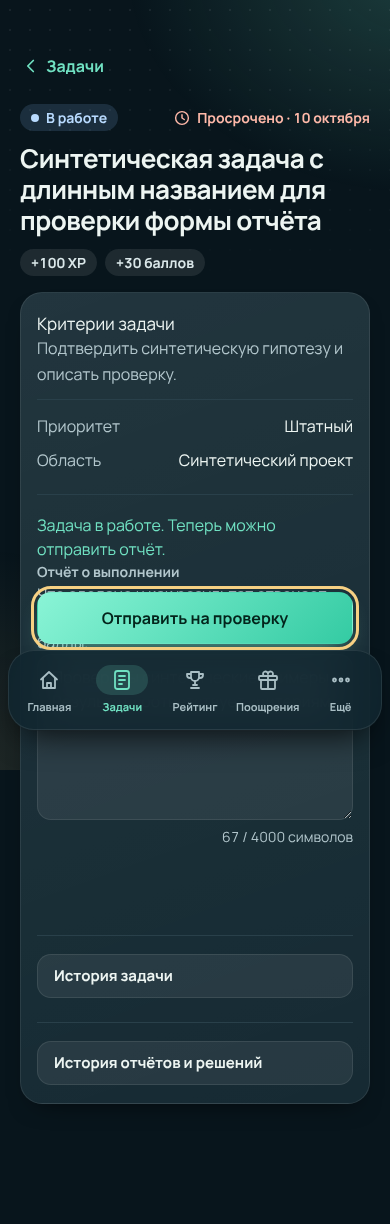 Задачи
В работе
Просрочено · 10 октября
Синтетическая задача с
длинным названием для
проверки формы отчёта
+100 XP
+30 баллов
Критерии задачи
Подтвердить синтетическую гипотезу и
описать проверку.
Приоритет
Штатный
Область
Синтетический проект
Задача в работе. Теперь можно
отправить отчёт.
Отчёт о выполнении
Отправить на проверку
Главная
Задачи
Рейтинг
Поощрения
Ещё
67 / 4000 символов
История задачи
История отчётов и решений